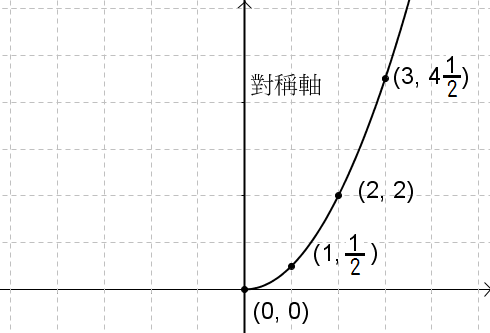 (3, 4½)
對稱軸
(2, 2)
(1, ½)
(0, 0)